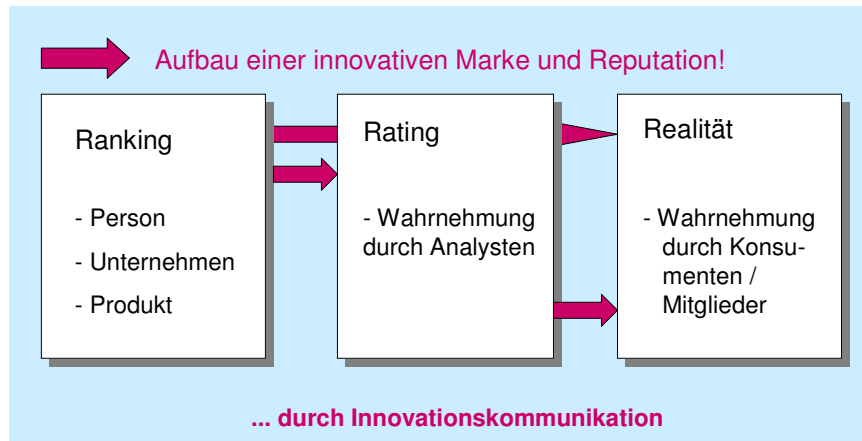 Aufbau einer innovativen Marke und Reputation!
Ranking
- Person
- Unternehmen
- Produkt
Rating
- Wahrnehmung
durch Analysten
Realität
- Wahrnehmung
durch Konsu-
menten /
Mitglieder
... durch Innovationskommunikation